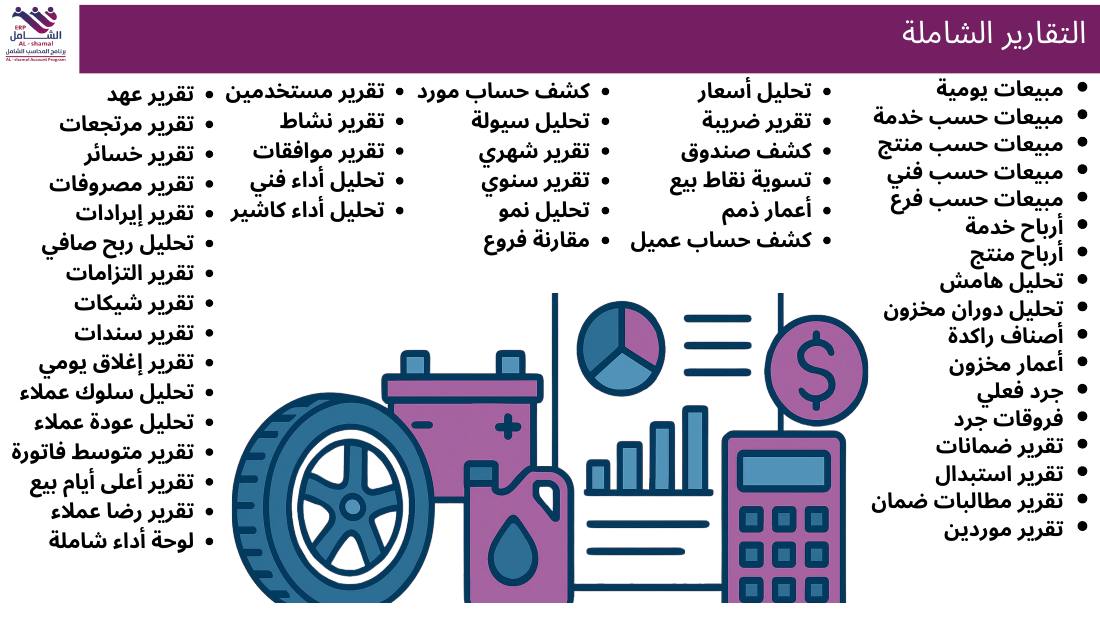 التقارير الشاملة
ERP
الشــامل
AL - shamal
برنامج المحاسب الشامل
AL - shamal Account Program
مبيعات يومية
مبيعات حسب خدمة
مبيعات حسب منتج
مبيعات حسب فني
مبيعات حسب فرع
أرباح خدمة
أرباح منتج
تحليل هامش
تحليل دوران مخزون
أصناف راكدة
أعمار مخزون
جرد فعلي
فروقات جرد
تقرير ضمانات
تقرير استبدال
تقرير مطالبات ضمان
تقرير موردين
تحليل أسعار
تقرير ضريبة
كشف صندوق
تسوية نقاط بيع
أعمار ذمم
كشف حساب عميل
كشف حساب مورد
تحليل سيولة
تقرير شهري
تقرير سنوي
تحليل نمو
مقارنة فروع
تقرير مستخدمين
تقرير نشاط
تقرير موافقات
تحليل أداء فني
تحليل أداء كاشير
تقرير عهد
تقرير مرتجعات
تقرير خسائر
تقرير مصروفات
تقرير إيرادات
تحليل ربح صافي
تقرير التزامات
تقرير شيكات
تقرير سندات
تقرير إغلاق يومي
تحليل سلوك عملاء
تحليل عودة عملاء
تقرير متوسط فاتورة
تقرير أعلى أيام بيع
تقرير رضا عملاء
لوحة أداء شاملة
$